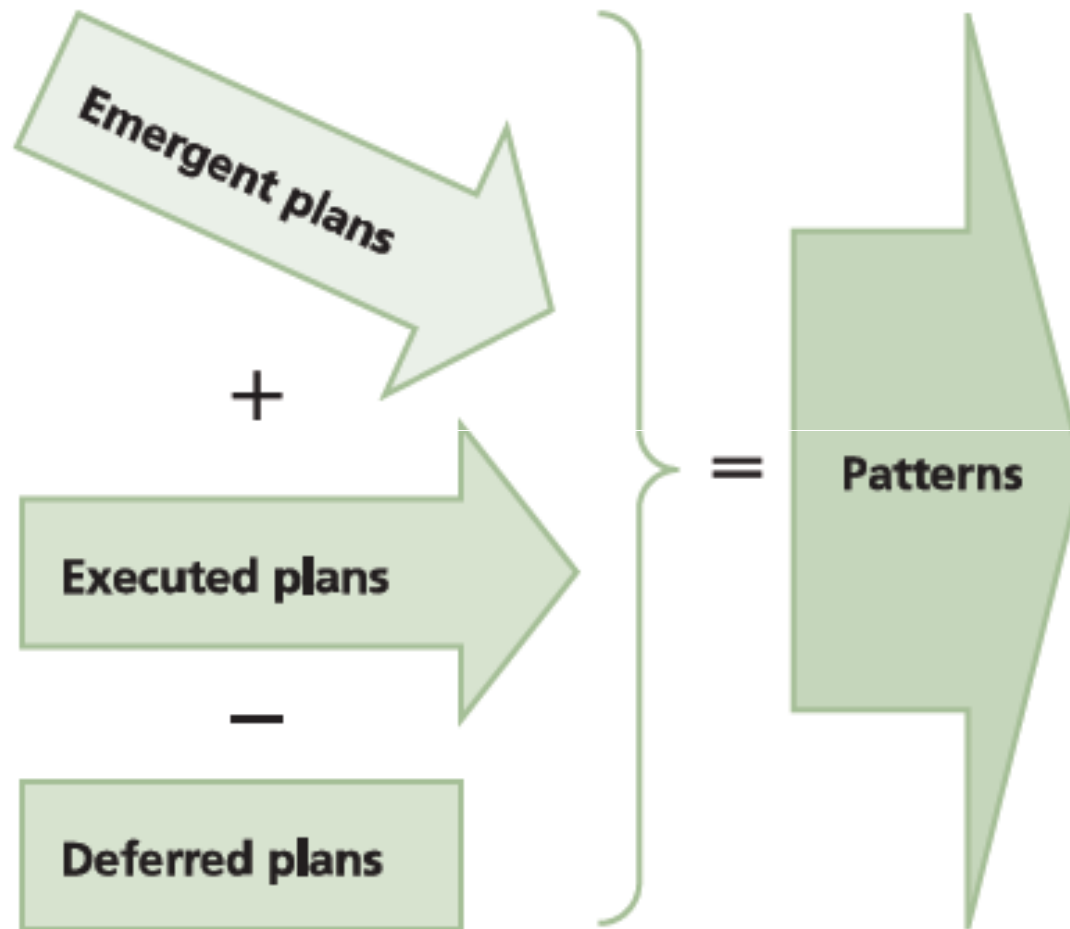 Emergent plans
+
Executed plans
−
Deferred plans
=
Patterns